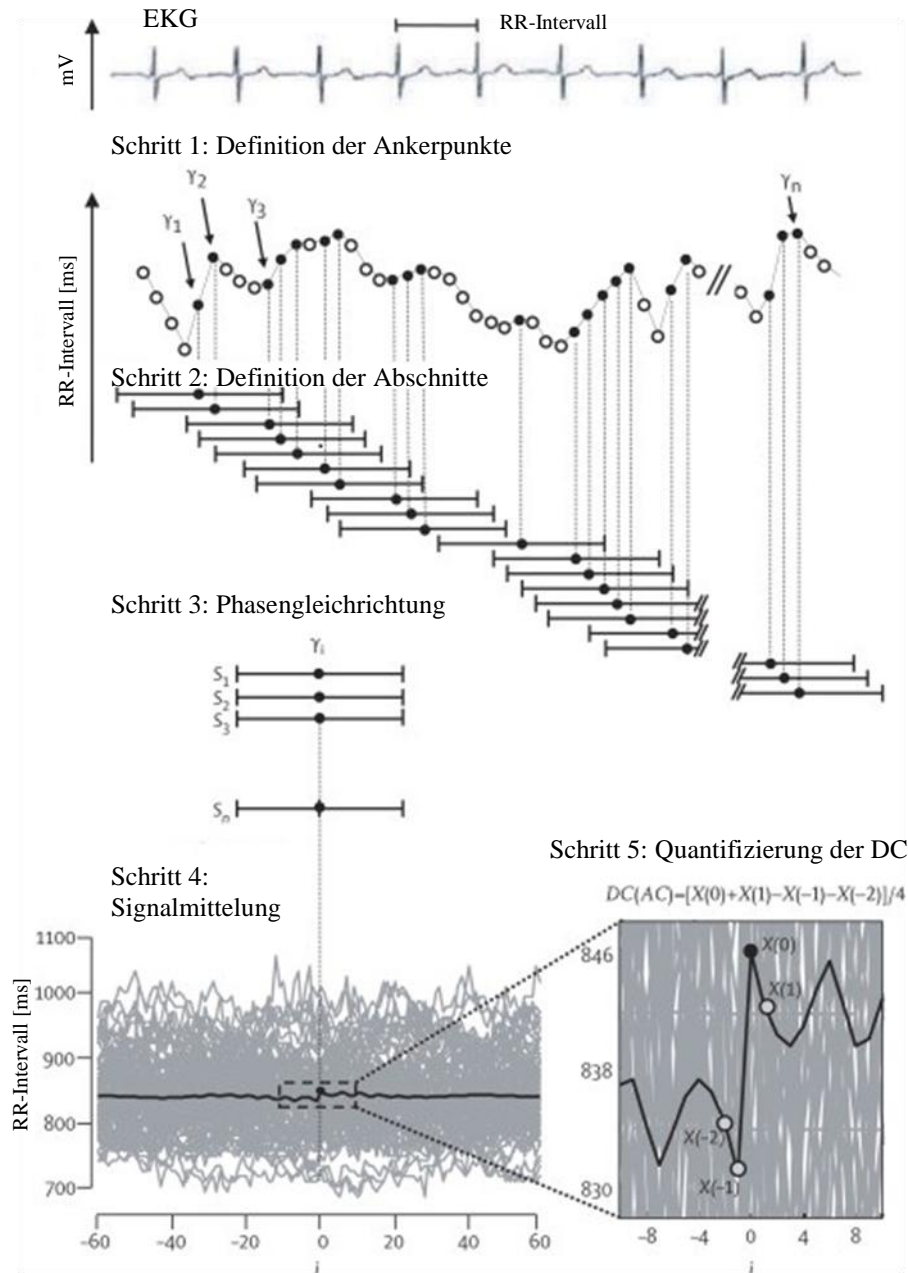 EKG
RR-Intervall
mV
Schritt 1: Definition der Ankerpunkte
γ1
γ2
γ3
γn
RR-Intervall [ms]
Schritt 2: Definition der Abschnitte
Schritt 3: Phasengleichrichtung
γi
S1
S2
S3
Sn
Schritt 4:
Signalmittelung
RR-Intervall [ms]
1100
1000
900
800
700
-60 -40 -20 0 20 40 60
i
Schritt 5: Quantifizierung der DC
DC(AC)=[X(0)+X(1)−X(−1)−X(−2)]/4
846
838
830
X(0)
X(1)
X(−2)
X(−1)
-8 -4 0 4 8
i